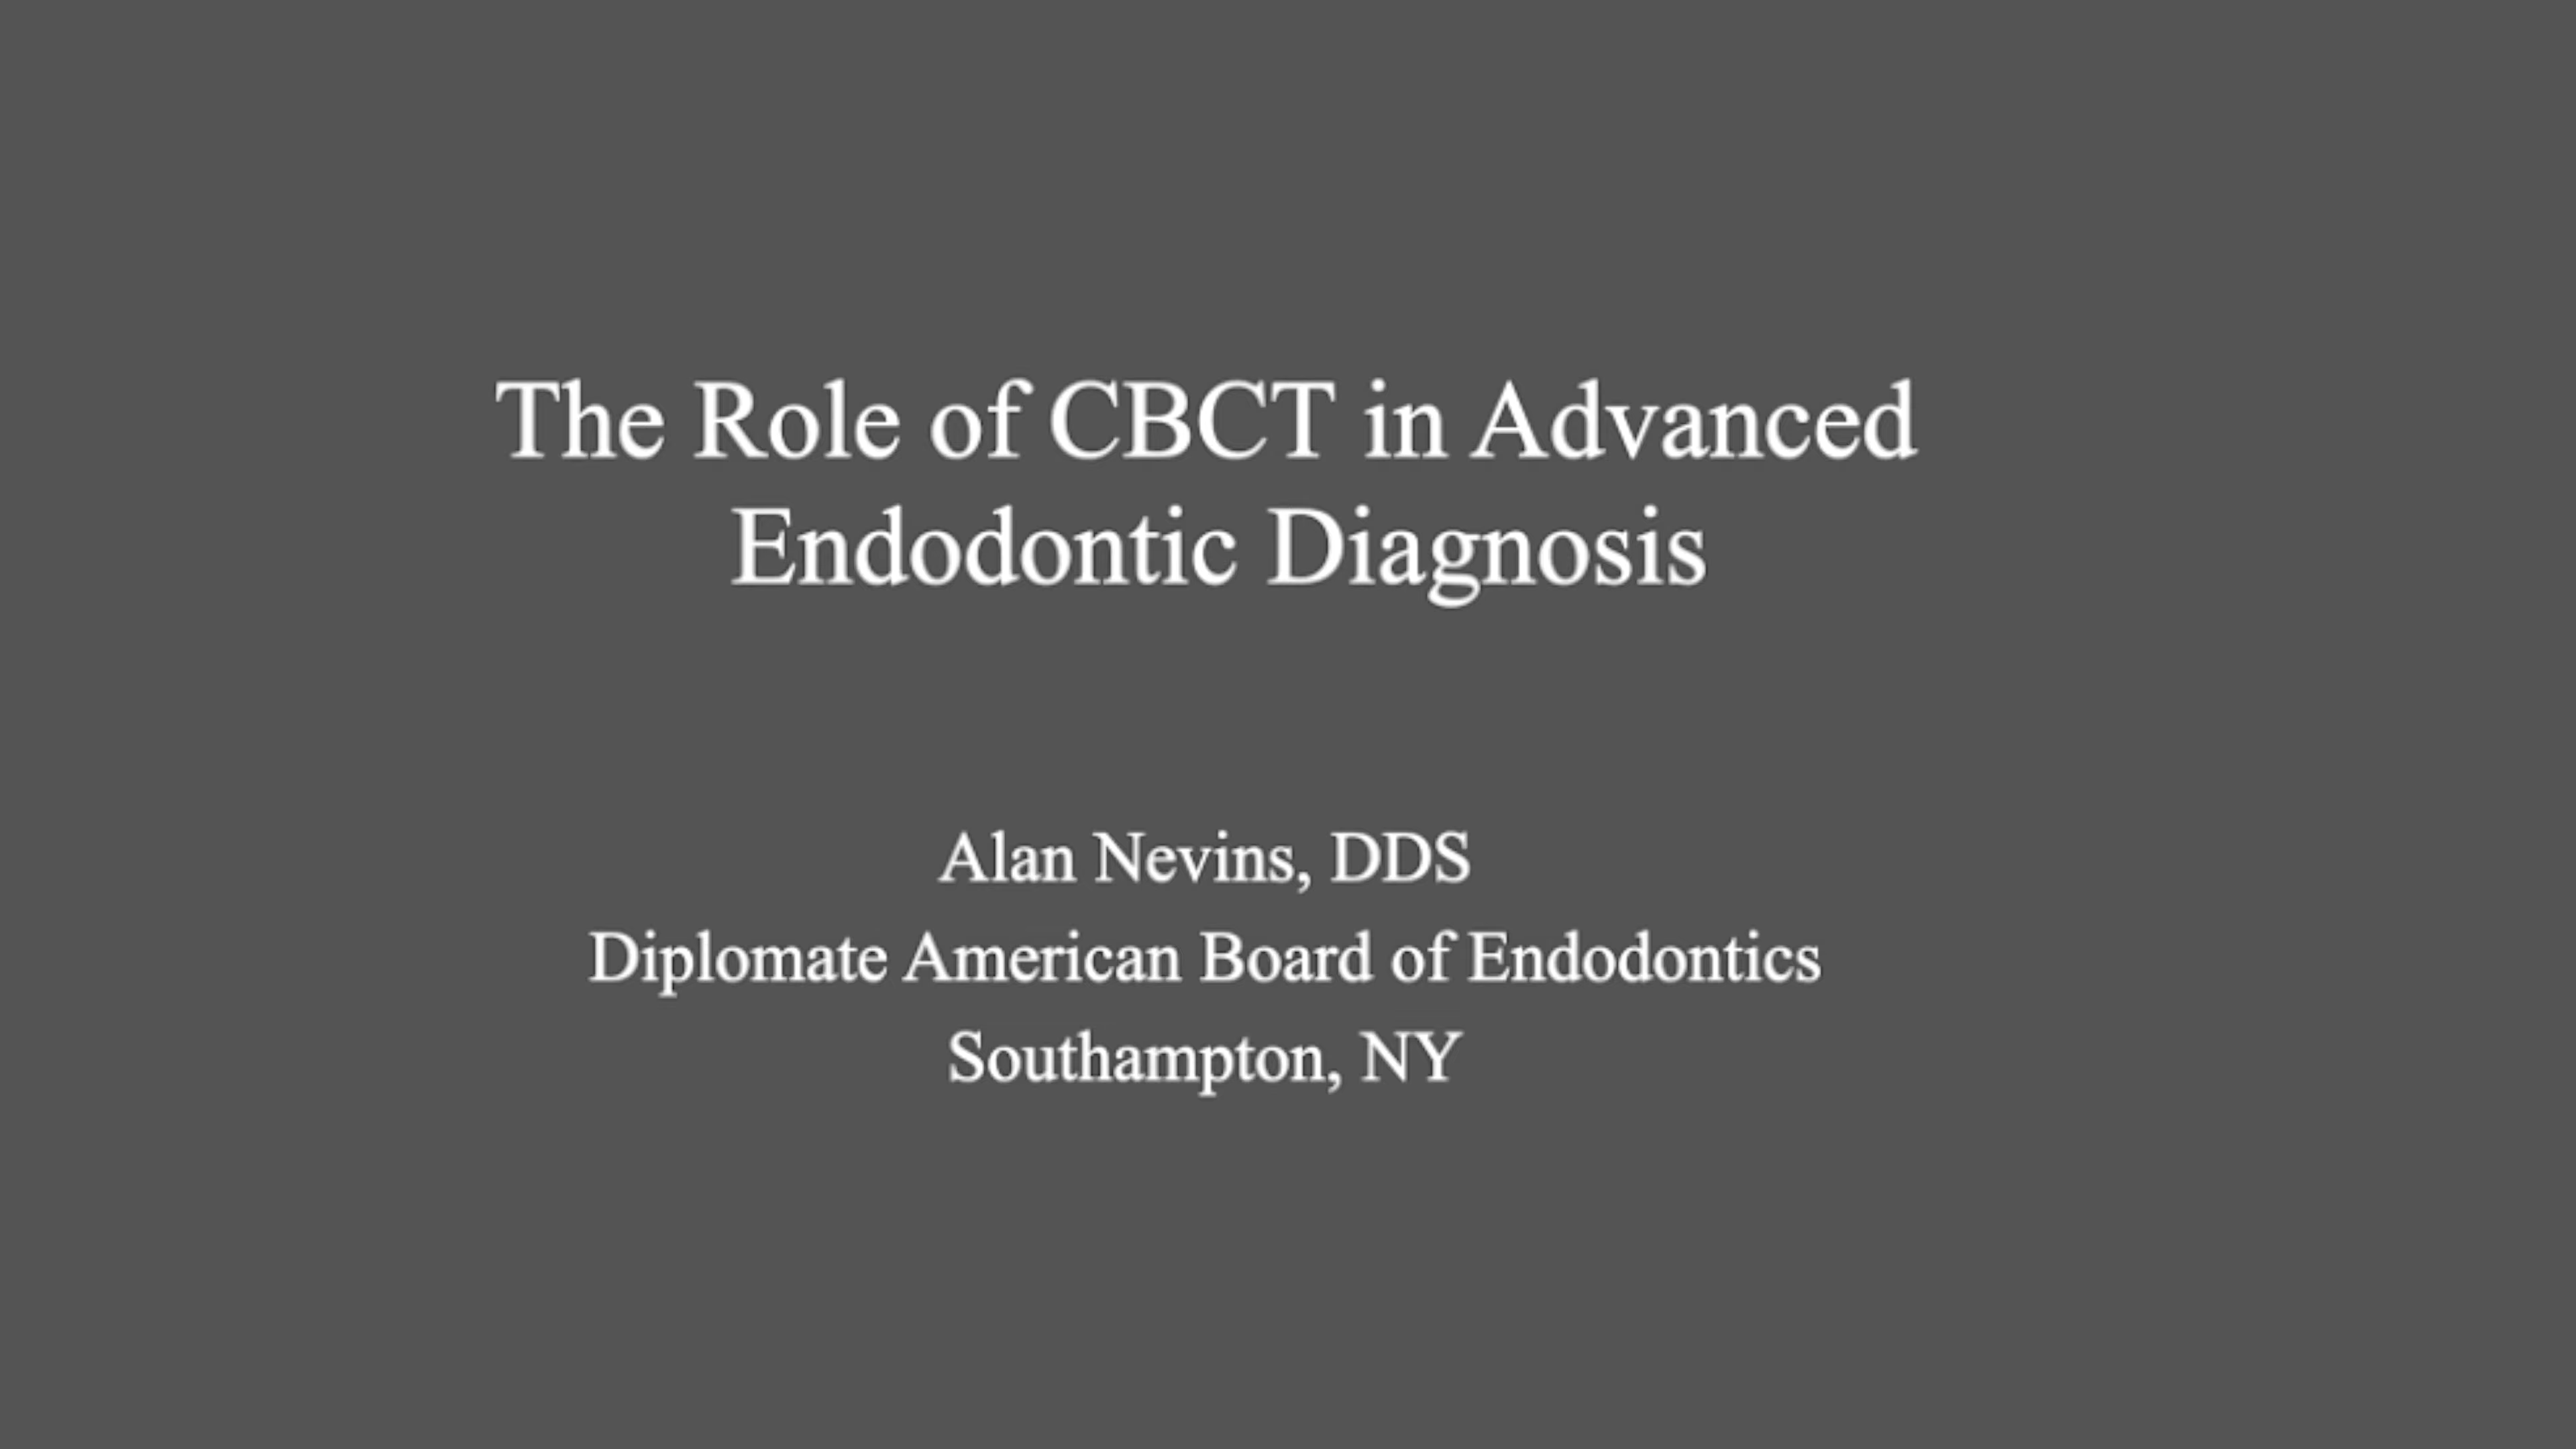 The Role of CBCT in Advanced
Endodontic Diagnosis
Alan Nevins, DDS
Diplomate American Board of Endodontics
Southampton, NY